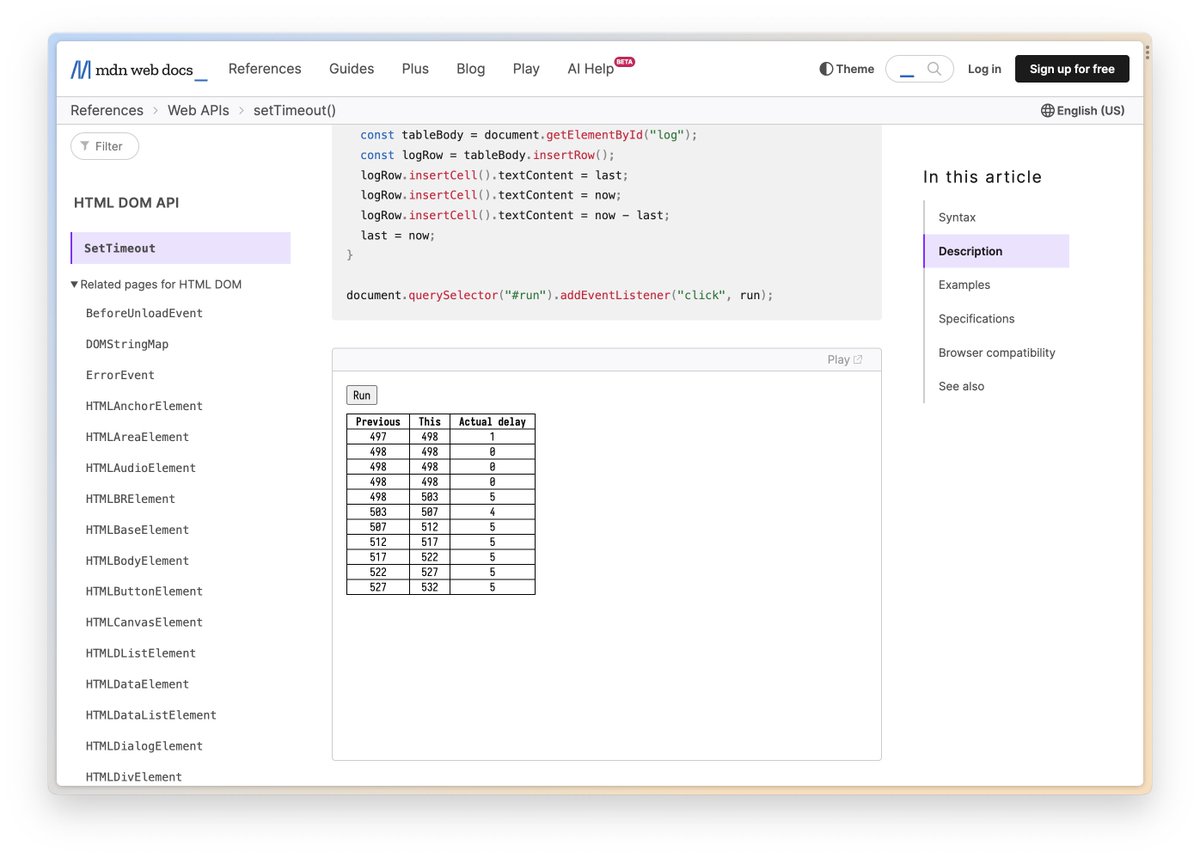 mdn web docs_
References Guides Plus Blog Play AI Help BETA
Theme
Log in
Sign up for free
References > Web APIs > setTimeout()
English (US)
Filter
HTML DOM API
SetTimeout
▼ Related pages for HTML DOM
BeforeUnloadEvent
DOMStringMap
ErrorEvent
HTMLAnchorElement
HTMLAreaElement
HTMLAudioElement
HTMLBRElement
HTMLBaseElement
HTMLBodyElement
HTMLButtonElement
HTMLCanvasElement
HTMLDListElement
HTMLDataElement
HTMLDataListElement
HTMLDialogElement
HTMLDivElement
const tableBody = document.getElementById("log");
const logRow = tableBody.insertRow();
logRow.insertCell().textContent = last;
logRow.insertCell().textContent = now;
logRow.insertCell().textContent = now - last;
last = now;
}
document.querySelector("#run").addEventListener("click", run);
Play
Run
Previous This Actual delay
497 498 1
498 498 0
498 498 0
498 498 0
498 503 5
503 507 4
507 512 5
512 517 5
517 522 5
522 527 5
527 532 5
In this article
Syntax
Description
Examples
Specifications
Browser compatibility
See also